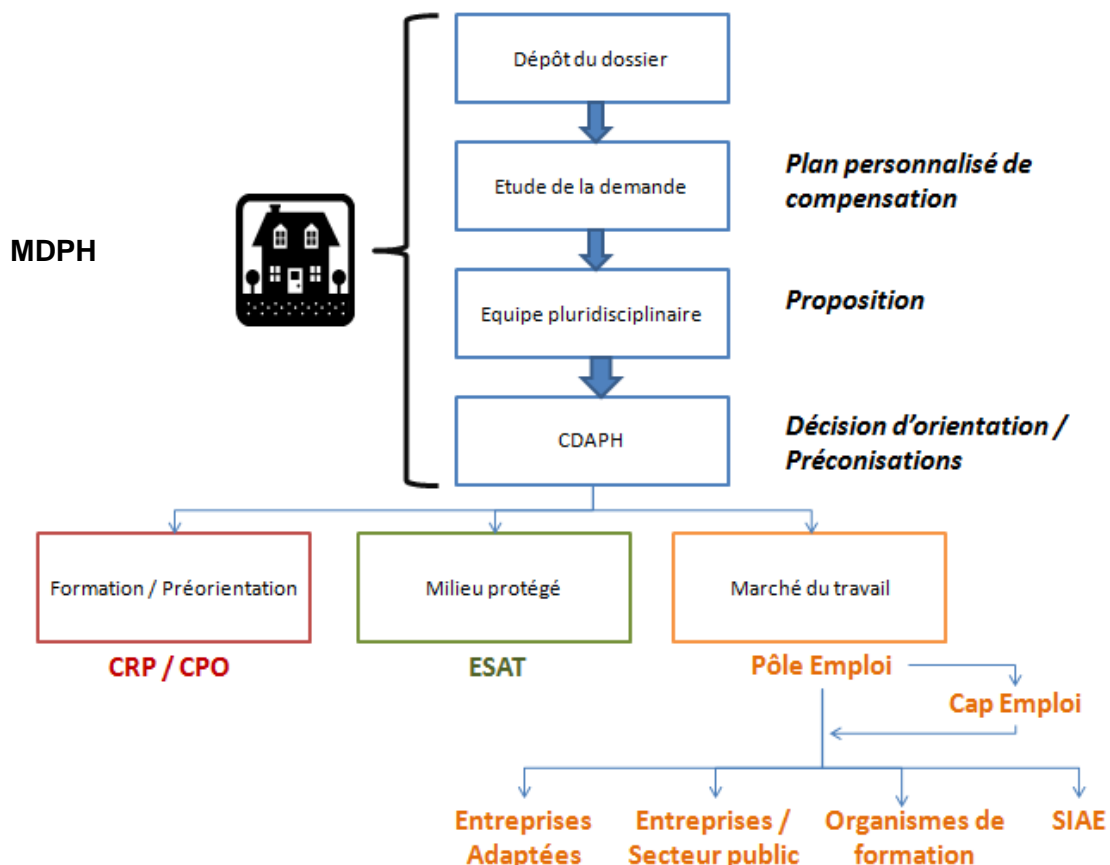 Dépôt du dossier
Etude de la demande
Plan personnalisé de
compensation
MDPH
Equipe pluridisciplinaire
Proposition
CDAPH
Décision d'orientation /
Préconisations
Formation / Préorientation
Milieu protégé
Marché du travail
CRP / CPO
ESAT
Pôle Emploi
Cap Emploi
Entreprises
Adaptées
Entreprises /
Secteur public
Organismes de
formation
SIAE